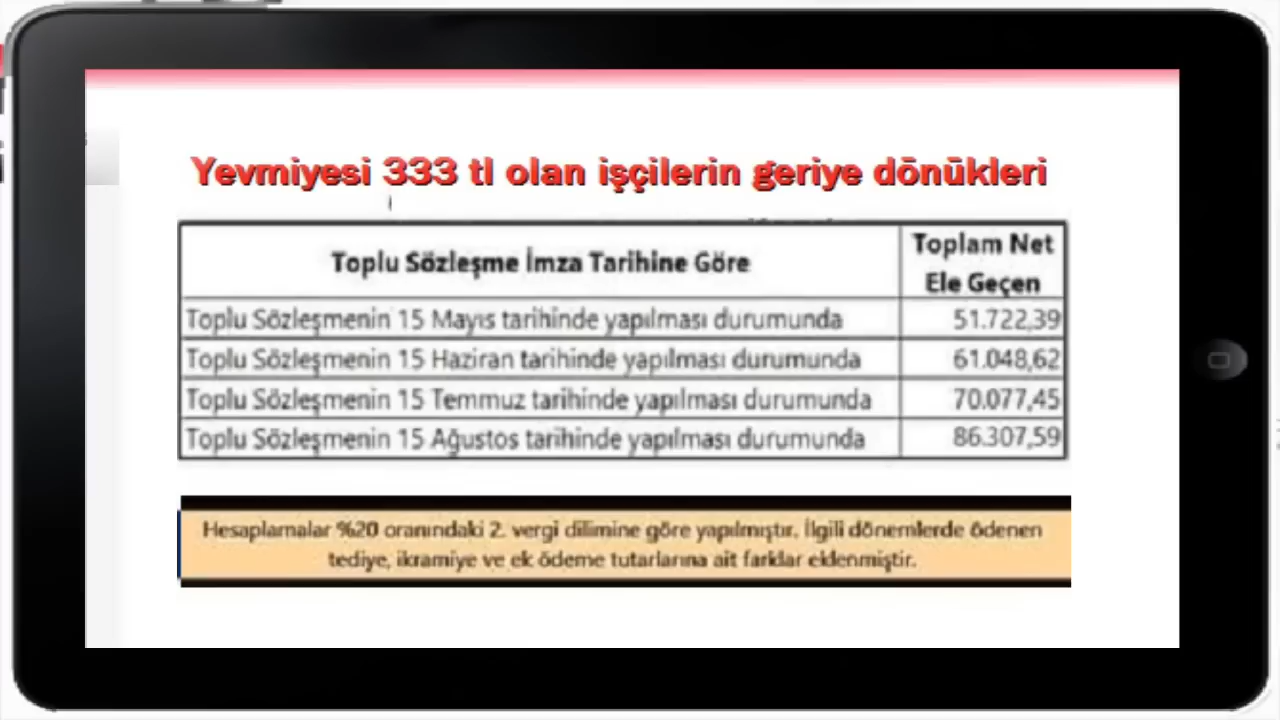 Yevmiyesi 333 tl olan işçilerin geriye dönükleri
Toplu Sözleşme İmza Tarihine Göre
Toplam Net
Ele Geçen
Toplu Sözleşmenin 15 Mayıs tarihinde yapılması durumunda 51.722,39
Toplu Sözleşmenin 15 Haziran tarihinde yapılması durumunda 61.048,62
Toplu Sözleşmenin 15 Temmuz tarihinde yapılması durumunda 70.077,45
Toplu Sözleşmenin 15 Ağustos tarihinde yapılması durumunda 86.307,59
Hesaplamalar %20 oranındaki 2. vergi dilimine göre yapılmıştır. İlgili dönemlerde ödenen
tediye, ikramiye ve ek ödeme tutarlarına ait farklar eklenmiştir.